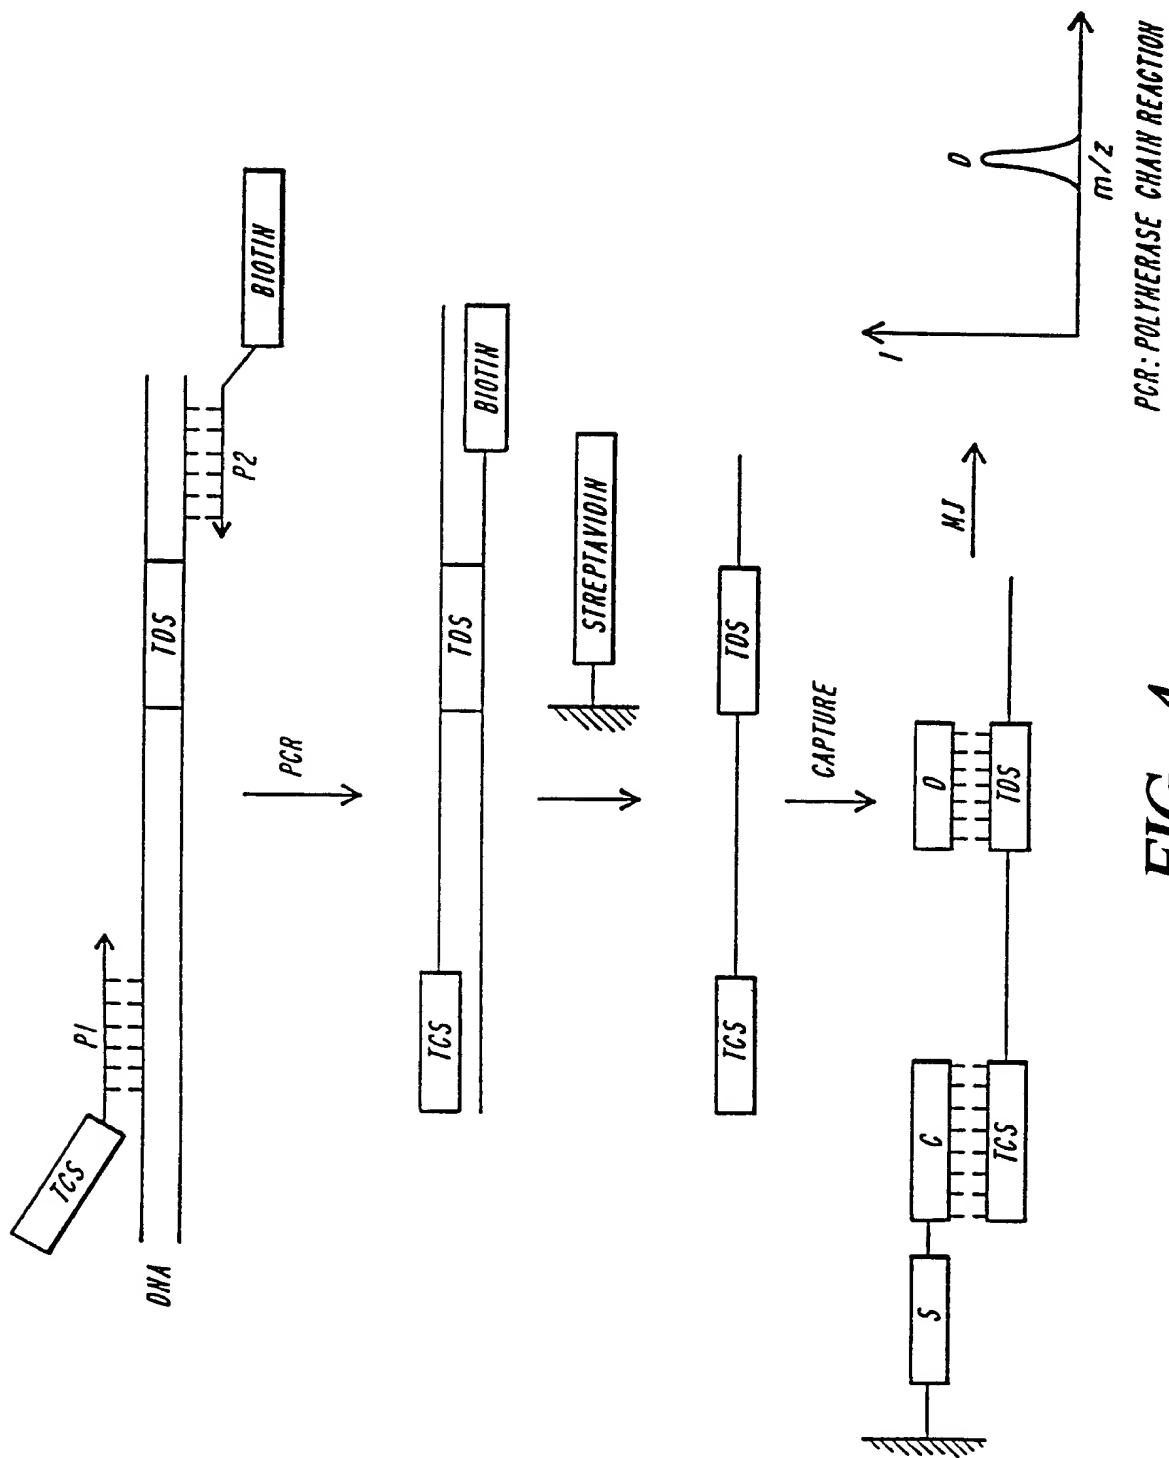 TCS
P1
DNA
TDS
P2
BIOTIN
PCR
TCS
TDS
BIOTIN
STREPTAVIDIN
TCS
TDS
CAPTURE
S
C
TCS
D
TDS
MJ
I
D
m/z
PCR: POLYHERASE CHAIN REACTION